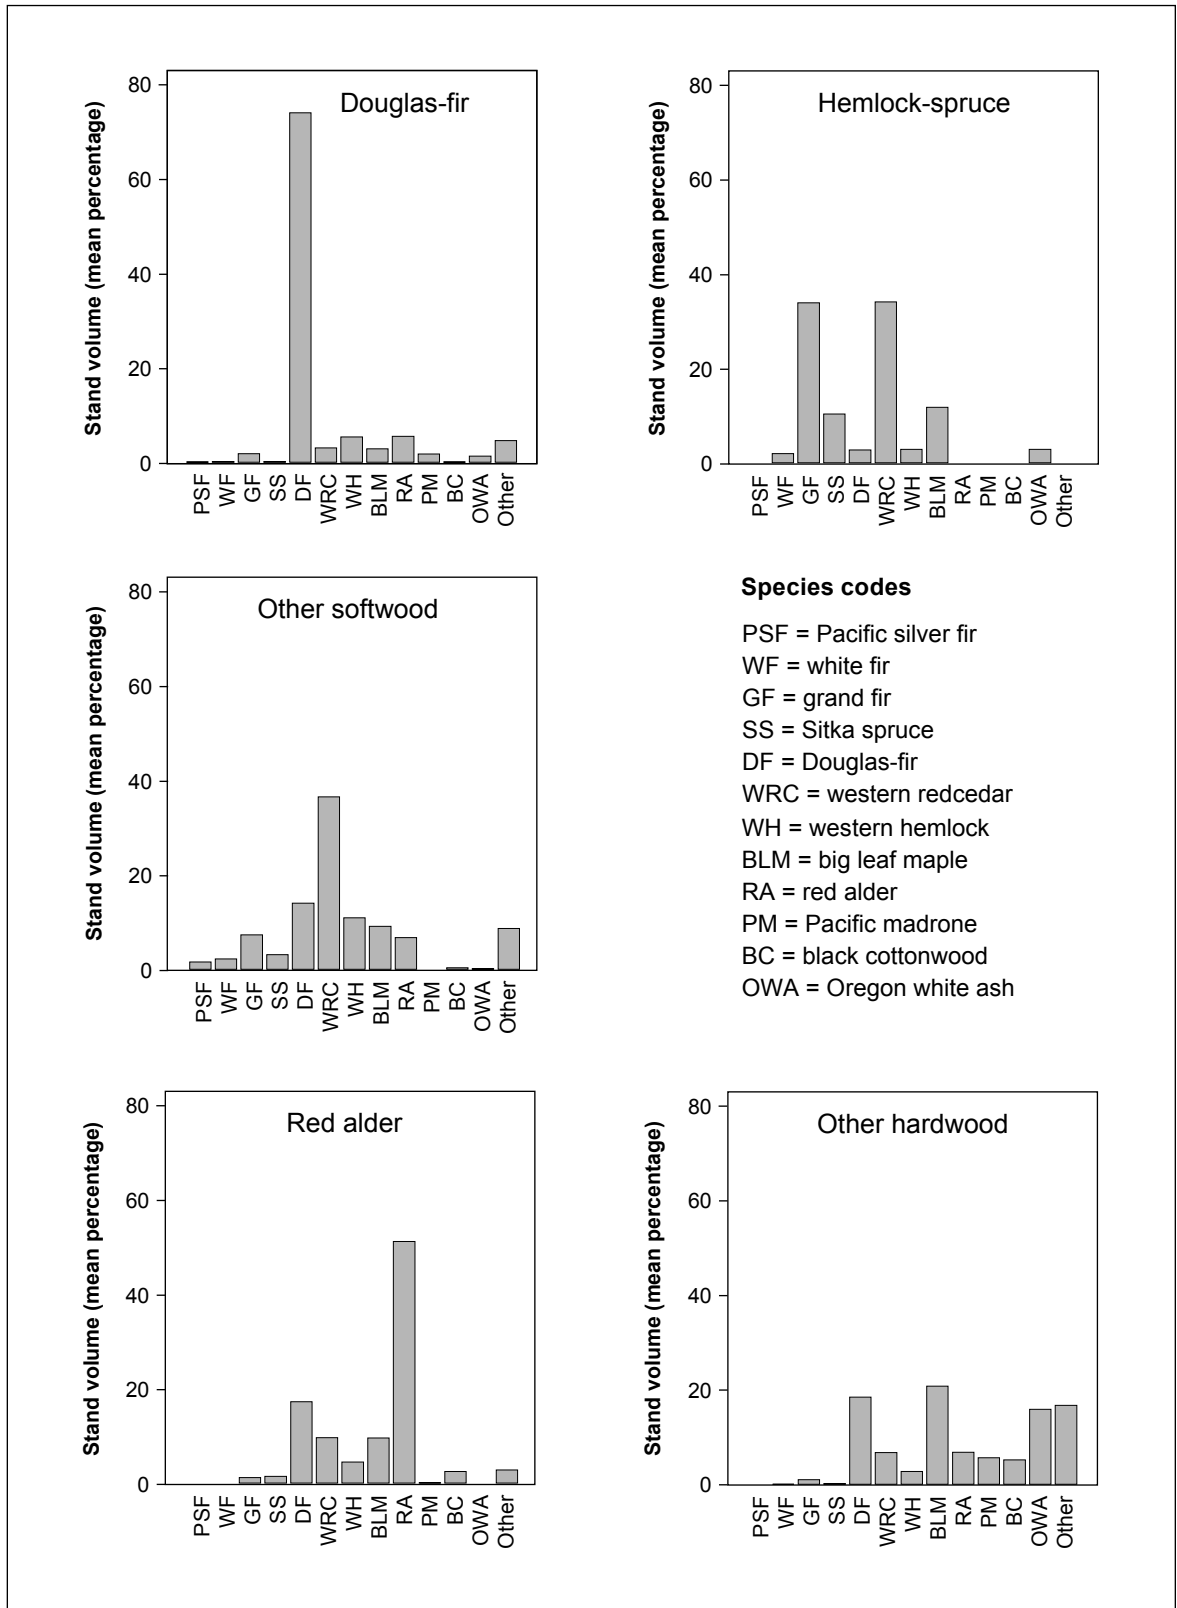 Douglas-fir
Stand volume (mean percentage)
80
60
40
20
0
PSF
WF
GF
SS
DF
WRC
WH
BLM
RA
PM
BC
OWA
Other
Hemlock-spruce
Stand volume (mean percentage)
80
60
40
20
0
PSF
WF
GF
SS
DF
WRC
WH
BLM
RA
PM
BC
OWA
Other
Other softwood
Stand volume (mean percentage)
80
60
40
20
0
PSF
WF
GF
SS
DF
WRC
WH
BLM
RA
PM
BC
OWA
Other
Species codes
PSF = Pacific silver fir
WF = white fir
GF = grand fir
SS = Sitka spruce
DF = Douglas-fir
WRC = western redcedar
WH = western hemlock
BLM = big leaf maple
RA = red alder
PM = Pacific madrone
BC = black cottonwood
OWA = Oregon white ash
Red alder
Stand volume (mean percentage)
80
60
40
20
0
PSF
WF
GF
SS
DF
WRC
WH
BLM
RA
PM
BC
OWA
Other
Other hardwood
Stand volume (mean percentage)
80
60
40
20
0
PSF
WF
GF
SS
DF
WRC
WH
BLM
RA
PM
BC
OWA
Other